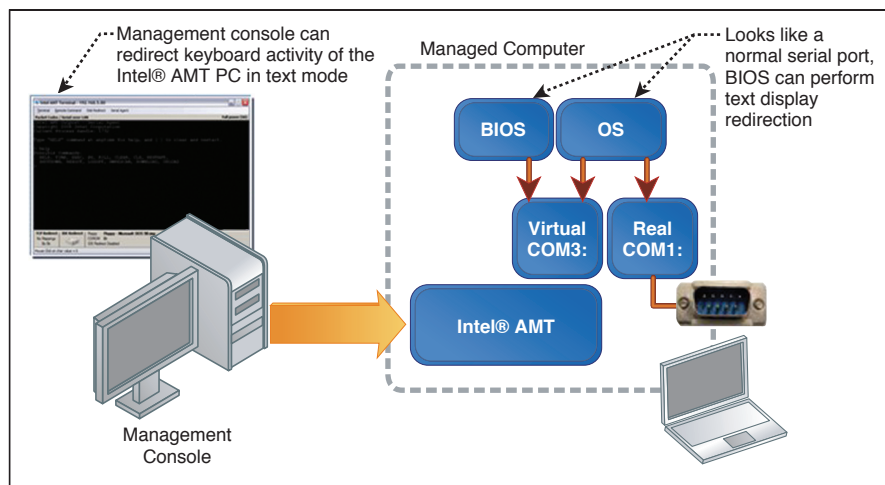 Management console can
redirect keyboard activity of the
Intel® AMT PC in text mode
Managed Computer
Looks like a
normal serial port,
BIOS can perform
text display
redirection
BIOS
OS
Virtual
COM3:
Real
COM1:
Intel® AMT
Management
Console